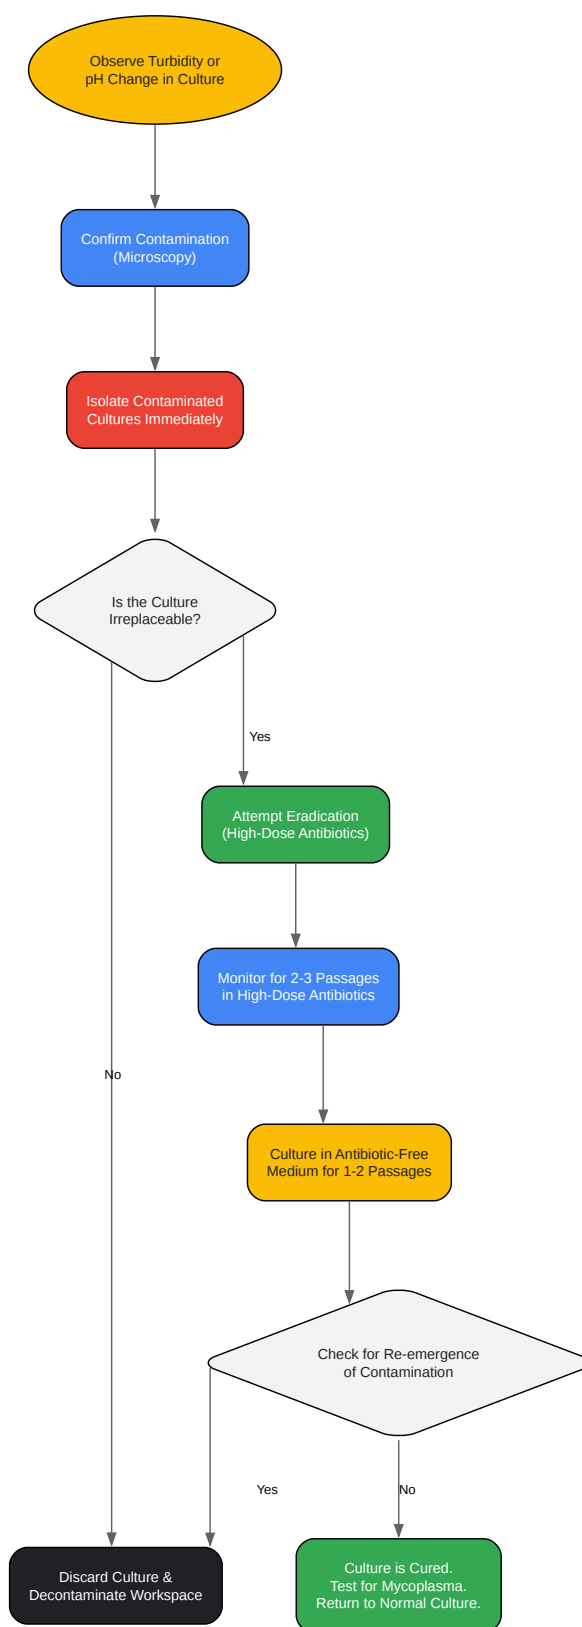 Observe Turbidity or
pH Change in Culture
Confirm Contamination
(Microscopy)
Isolate Contaminated
Cultures Immediately
Is the Culture
Irreplaceable?
Yes
Attempt Eradication
(High-Dose Antibiotics)
Monitor for 2-3 Passages
in High-Dose Antibiotics
No
Culture in Antibiotic-Free
Medium for 1-2 Passages
Check for Re-emergence
of Contamination
Yes
No
Discard Culture &
Decontaminate Workspace
Culture is Cured.
Test for Mycoplasma.
Return to Normal Culture.